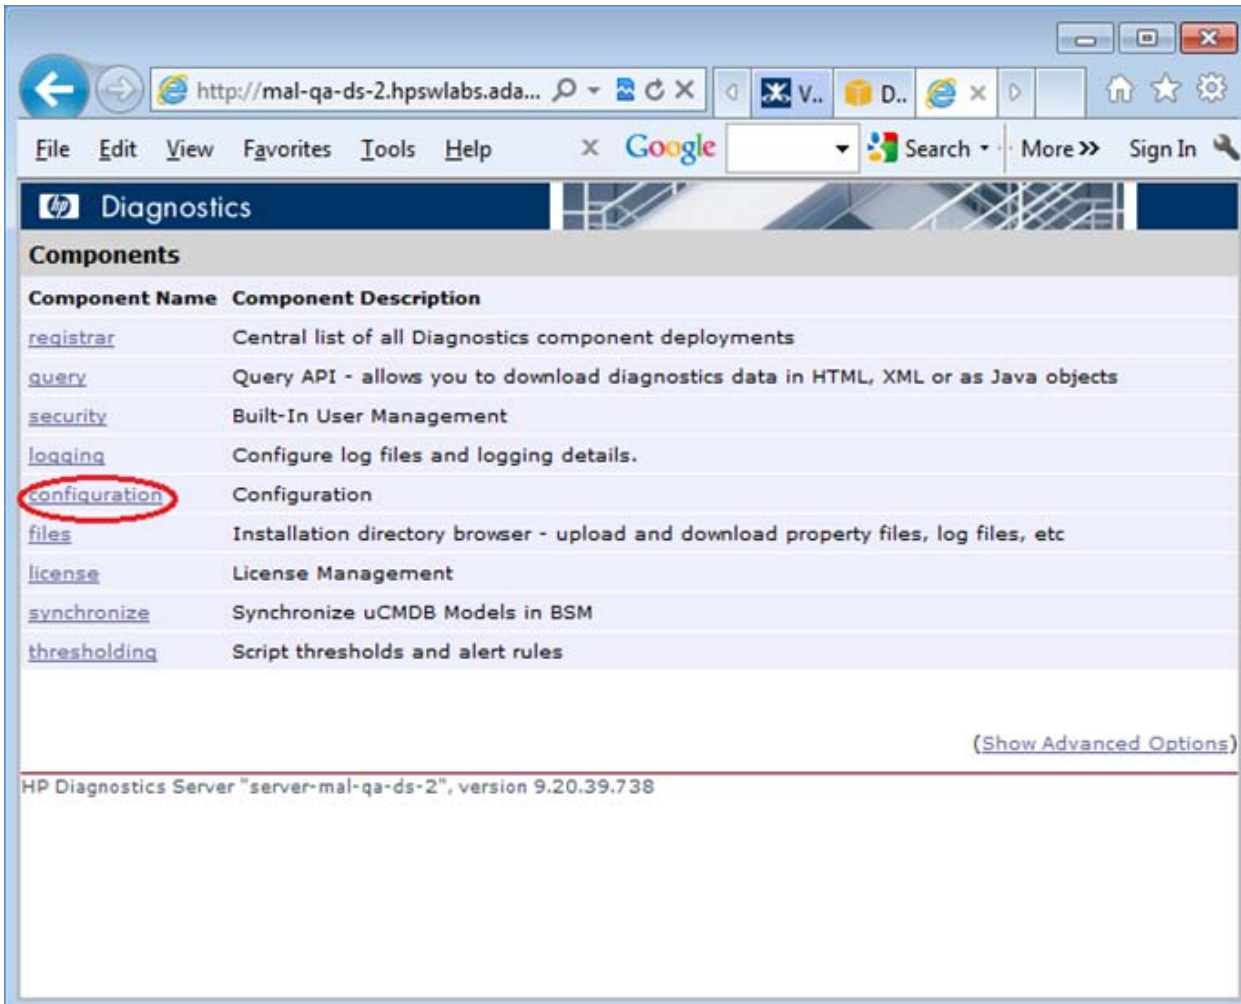 http://mal-qa-ds-2.hpswlabs.ada... V.. D..
File Edit View Favorites Tools Help x Google Search More >> Sign In
hp Diagnostics
Components
Component Name Component Description
registrar Central list of all Diagnostics component deployments
query Query API - allows you to download diagnostics data in HTML, XML or as Java objects
security Built-In User Management
logging Configure log files and logging details.
configuration Configuration
files Installation directory browser - upload and download property files, log files, etc
license License Management
synchronize Synchronize uCMDB Models in BSM
thresholding Script thresholds and alert rules
(Show Advanced Options)
HP Diagnostics Server "server-mal-qa-ds-2", version 9.20.39.738